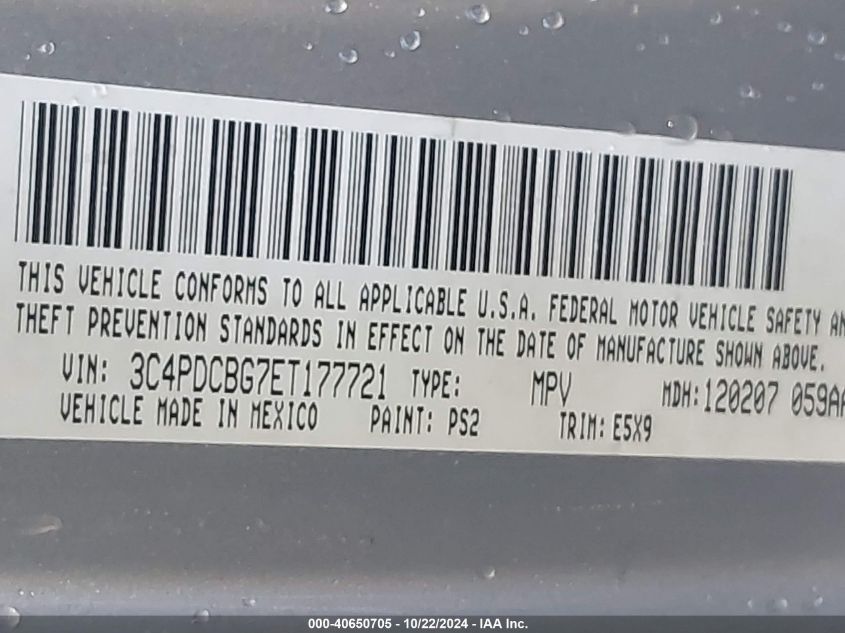 THIS VEHICLE CONFORMS TO ALL APPLICABLE U.S.A. FEDERAL MOTOR VEHICLE SAFETY AN
THEFT PREVENTION STANDARDS IN EFFECT ON THE DATE OF MANUFACTURE SHOWN ABOVE.
VIN: 3C4PDCBG7ET177721 TYPE: MPV MDH:120207 059AA
VEHICLE MADE IN MEXICO PAINT: PS2 TRIM: E5X9
000-40650705 - 10/22/2024 - IAA Inc.